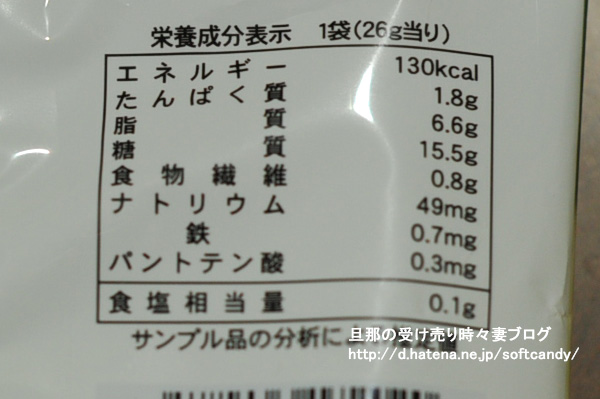 栄養成分表示 1袋(26g当り)
エネルギー 130kcal
たんぱく質 1.8g
脂質 6.6g
糖質 15.5g
食物繊維 0.8g
ナトリウム 49mg
鉄 0.7mg
パントテン酸 0.3mg
食塩相当量 0.1g
サンプル品の分析に
旦那の受け売り時々妻ブログ
http://d.hatena.ne.jp/softcandy/